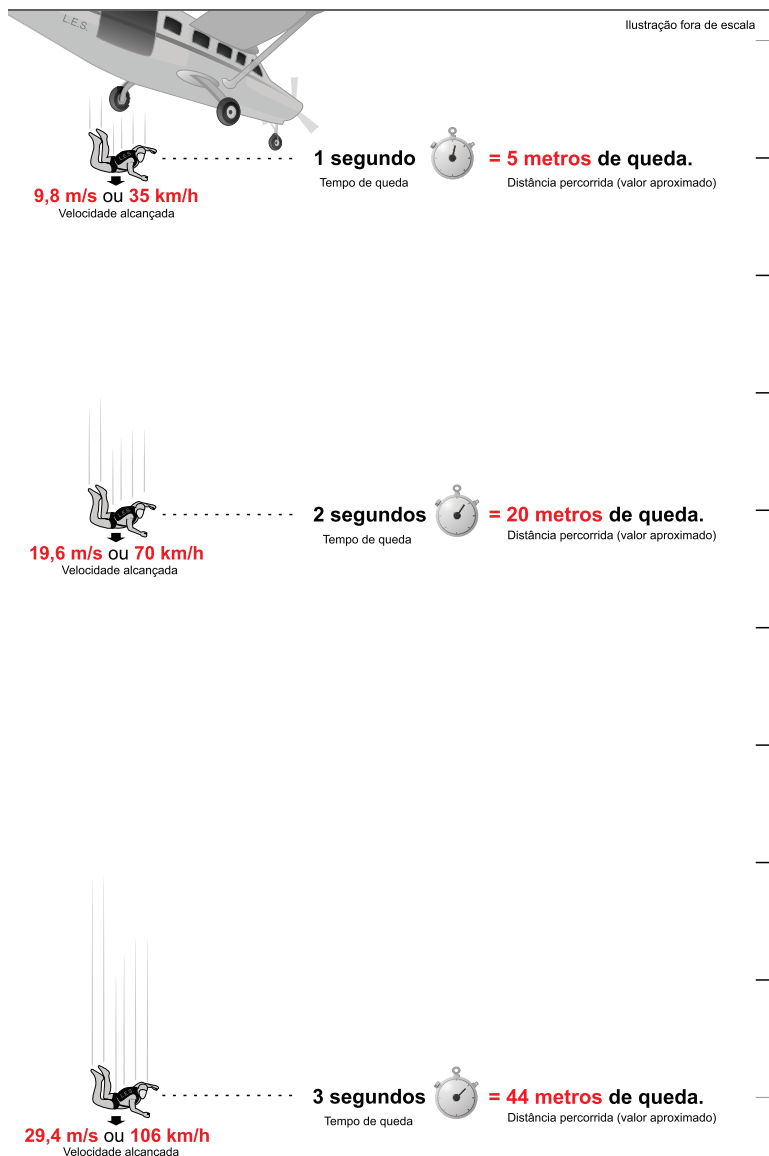 L.E.S.
Ilustração fora de escala
1 segundo = 5 metros de queda.
Tempo de queda Distância percorrida (valor aproximado)
9,8 m/s ou 35 km/h
Velocidade alcançada
2 segundos = 20 metros de queda.
Tempo de queda Distância percorrida (valor aproximado)
19,6 m/s ou 70 km/h
Velocidade alcançada
3 segundos = 44 metros de queda.
Tempo de queda Distância percorrida (valor aproximado)
29,4 m/s ou 106 km/h
Velocidade alcancada